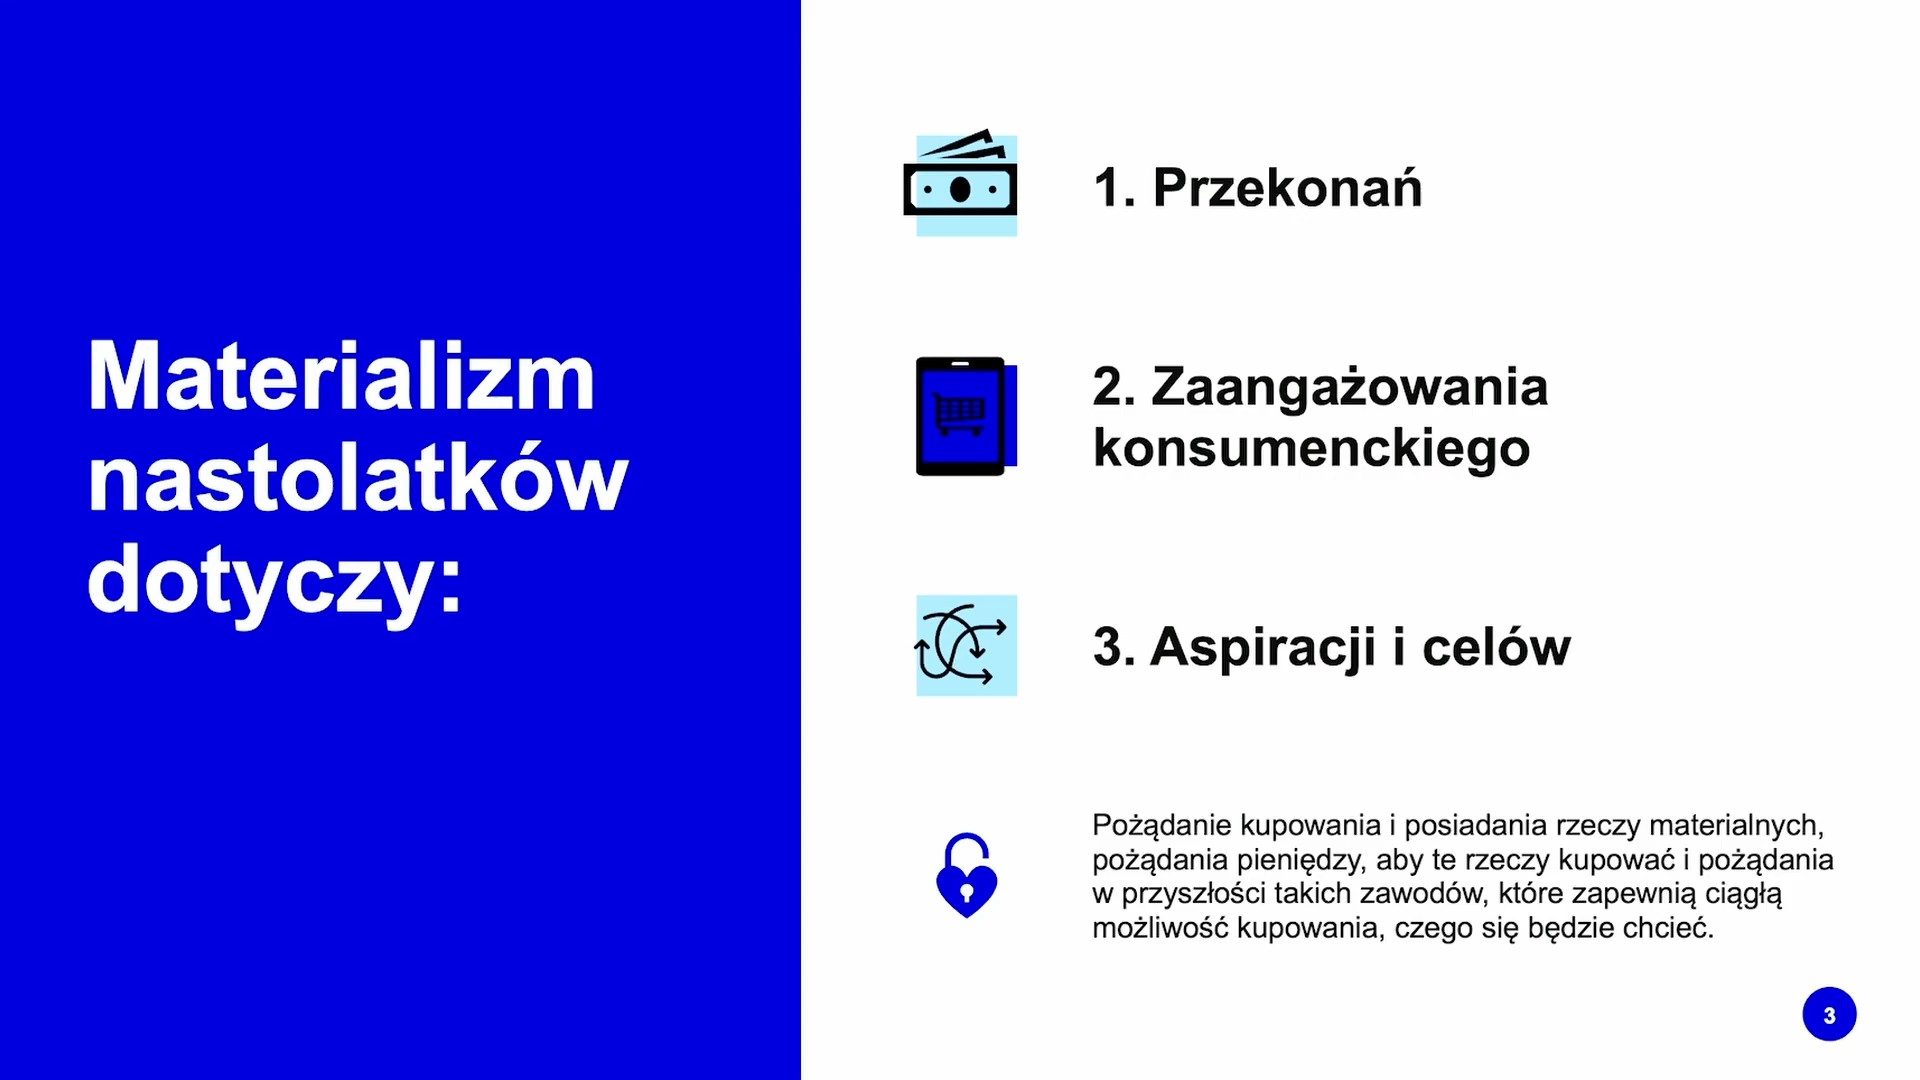 Materializm
nastolatków
dotyczy:
1. Przekonań
2. Zaangażowania
konsumenckiego
3. Aspiracji i celów
Pożądanie kupowania i posiadania rzeczy materialnych,
pożądania pieniędzy, aby te rzeczy kupować i pożądania
w przyszłości takich zawodów, które zapewnią ciągłą
możliwość kupowania, czego się będzie chcieć.
3